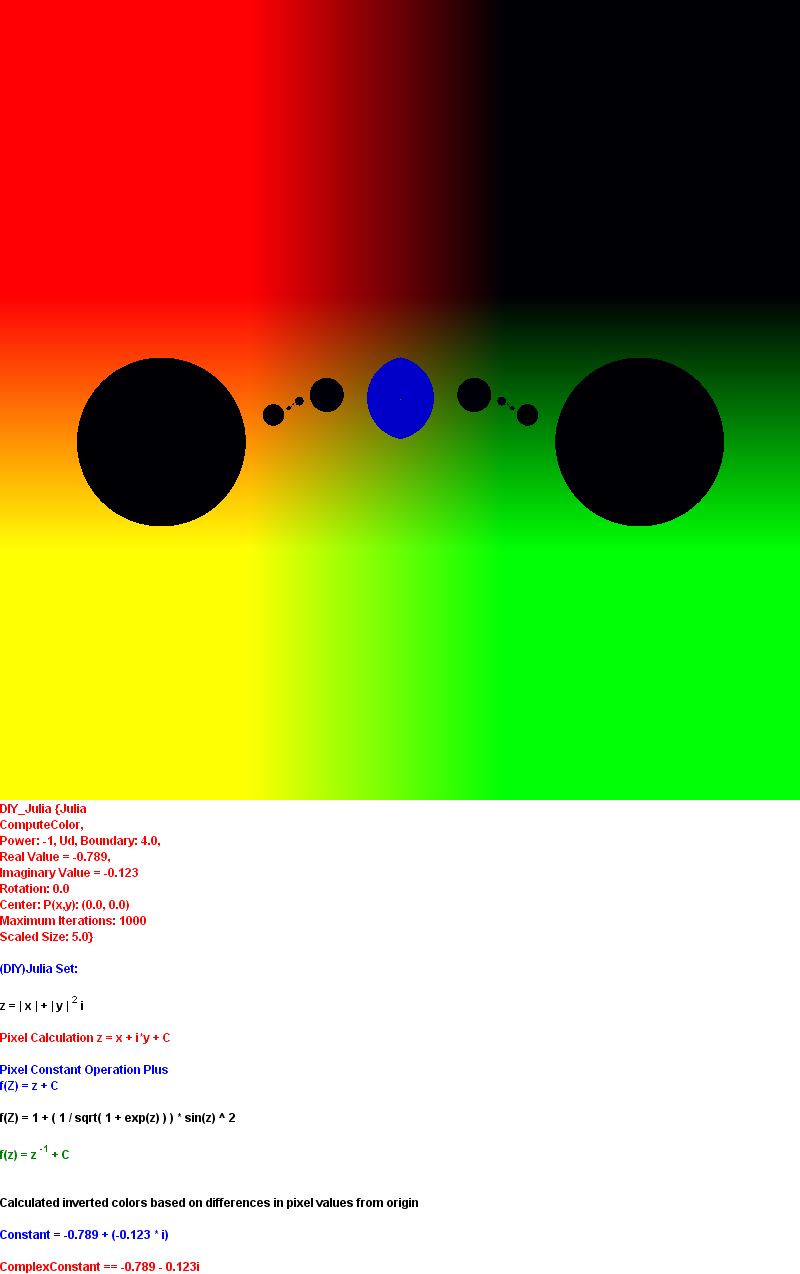 DIY_Julia {Julia
ComputeColor,
Power: -1, Ud, Boundary: 4.0,
Real Value = -0.789,
Imaginary Value = -0.123
Rotation: 0.0
Center: P(x,y): (0.0, 0.0)
Maximum Iterations: 1000
Scaled Size: 5.0}
(DIY)Julia Set:
z = | x | + | y | ² i
Pixel Calculation z = x + i*y + C
Pixel Constant Operation Plus
f(Z) = z + C
f(Z) = 1 + ( 1 / sqrt( 1 + exp(z) ) ) * sin(z) ^ 2
f(z) = z ⁻¹ + C
Calculated inverted colors based on differences in pixel values from origin
Constant = -0.789 + (-0.123 * i)
ComplexConstant == -0.789 - 0.123i